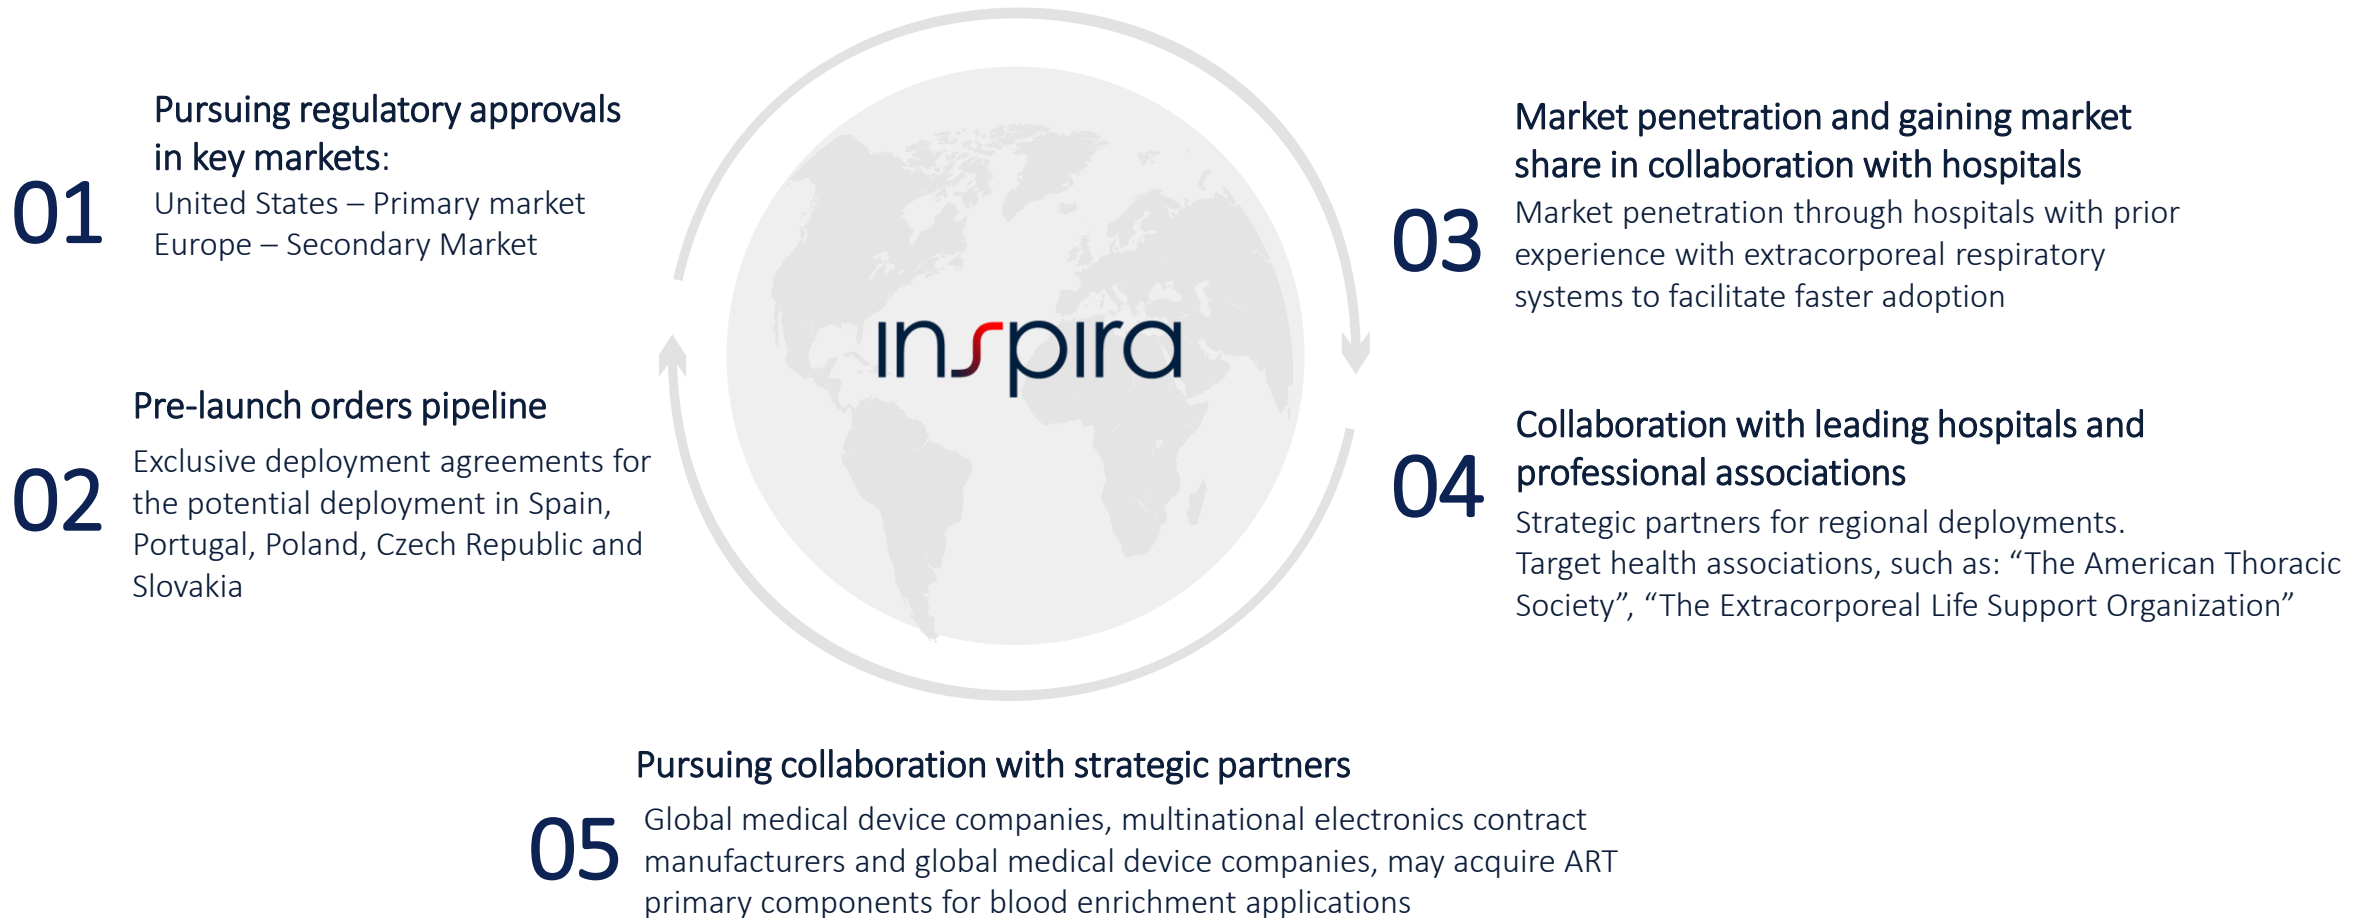 01
Pursuing regulatory approvals
in key markets:
United States – Primary market
Europe – Secondary Market
02
Pre-launch orders pipeline
Exclusive deployment agreements for
the potential deployment in Spain,
Portugal, Poland, Czech Republic and
Slovakia
inspira
03
Market penetration and gaining market
share in collaboration with hospitals
Market penetration through hospitals with prior
experience with extracorporeal respiratory
systems to facilitate faster adoption
04
Collaboration with leading hospitals and
professional associations
Strategic partners for regional deployments.
Target health associations, such as: “The American Thoracic
Society”, “The Extracorporeal Life Support Organization”
05
Pursuing collaboration with strategic partners
Global medical device companies, multinational electronics contract
manufacturers and global medical device companies, may acquire ART
primary components for blood enrichment applications